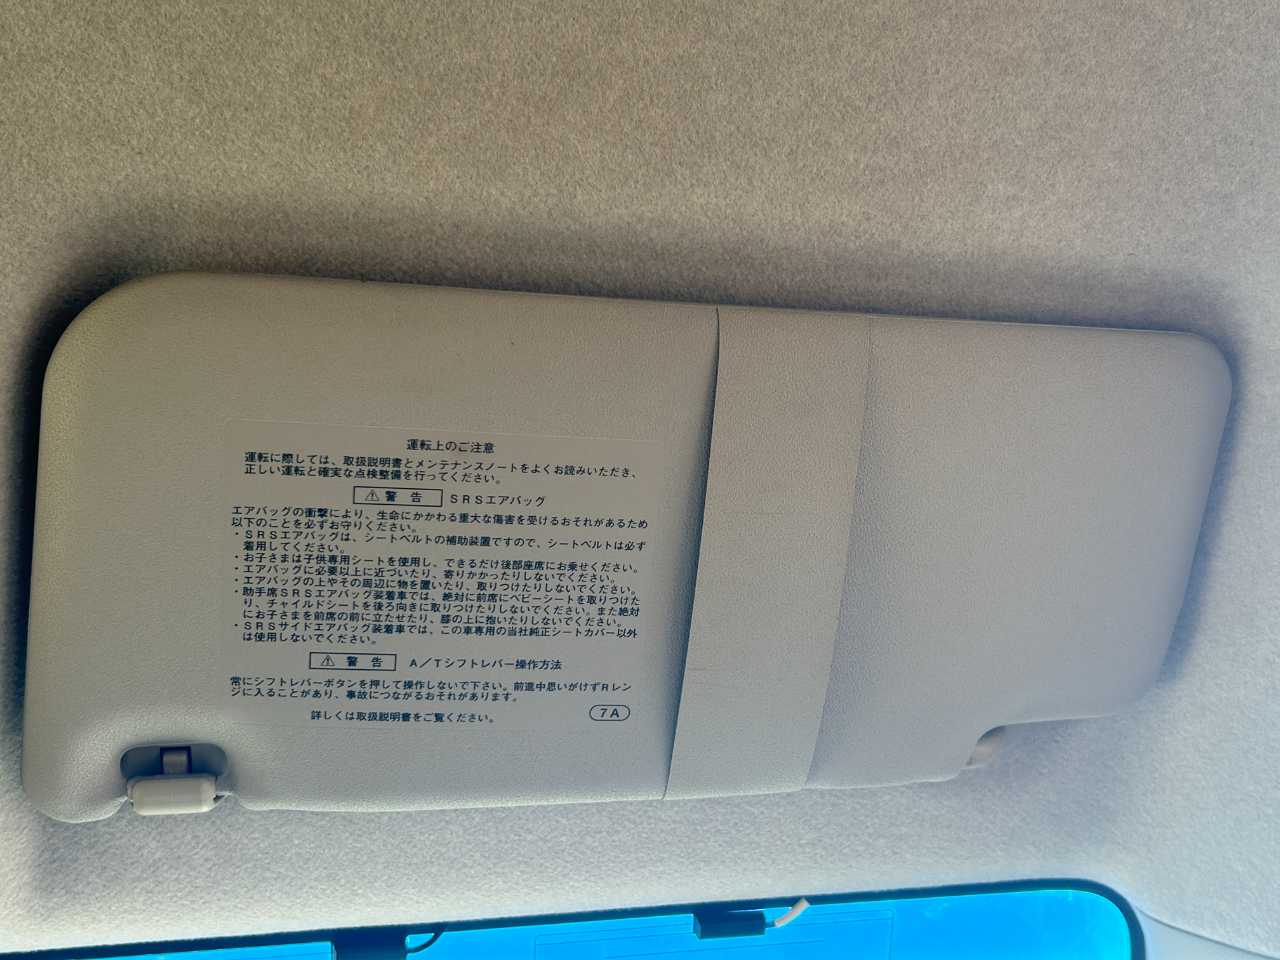 運転上のご注意
運転に際しては、取扱説明書とメンテナンスノートをよくお読みいただき、
正しい運転と確実な点検整備を行ってください。
⚠ 警 告 ＳＲＳエアバッグ
エアバッグの衝撃により、生命にかかわる重大な傷害を受けるおそれがあるため
以下のことを必ずお守りください。
・ＳＲＳエアバッグは、シートベルトの補助装置ですので、シートベルトは必ず
着用してください。
・お子さまは子供専用シートを使用し、できるだけ後部座席にお乗せください。
・エアバッグに必要以上に近づいたり、寄りかかったりしないでください。
・エアバッグの上やその周辺に物を置いたり、取りつけたりしないでください。
・助手席ＳＲＳエアバッグ装着車では、絶対に前席にベビーシートを取りつけた
り、チャイルドシートを後ろ向きに取りつけたりしないでください。また絶対
にお子さまを前席の前に立たせたり、膝の上に抱いたりしないでください。
・ＳＲＳサイドエアバッグ装着車では、この車専用の当社純正シートカバー以外
は使用しないでください。
⚠ 警 告 Ａ／Ｔシフトレバー操作方法
常にシフトレバーボタンを押して操作しないで下さい。前進中思いがけずＲレン
ジに入ることがあり、事故につながるおそれがあります。
詳しくは取扱説明書をご覧ください。 7A